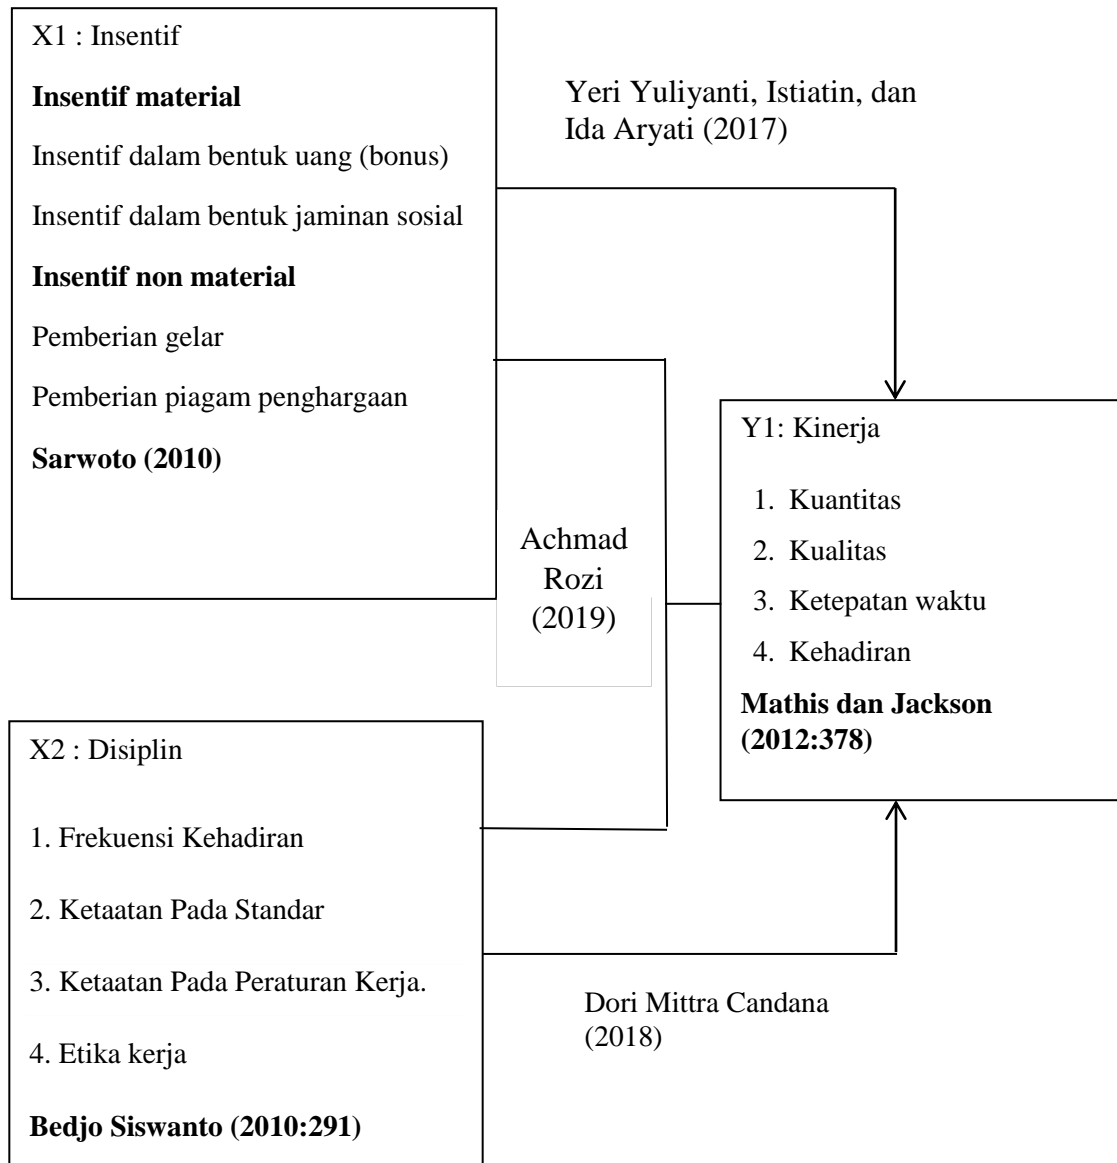 X1 : Insentif
Insentif material
Insentif dalam bentuk uang (bonus)
Insentif dalam bentuk jaminan sosial
Insentif non material
Pemberian gelar
Pemberian piagam penghargaan
Sarwoto (2010)
Yeri Yuliyanti, Istiatin, dan
Ida Aryati (2017)
Achmad
Rozi
(2019)
Y1: Kinerja
1. Kuantitas
2. Kualitas
3. Ketepatan waktu
4. Kehadiran
Mathis dan Jackson
(2012:378)
X2 : Disiplin
1. Frekuensi Kehadiran
2. Ketaatan Pada Standar
3. Ketaatan Pada Peraturan Kerja.
4. Etika kerja
Bedjo Siswanto (2010:291)
Dori Mittra Candana
(2018)